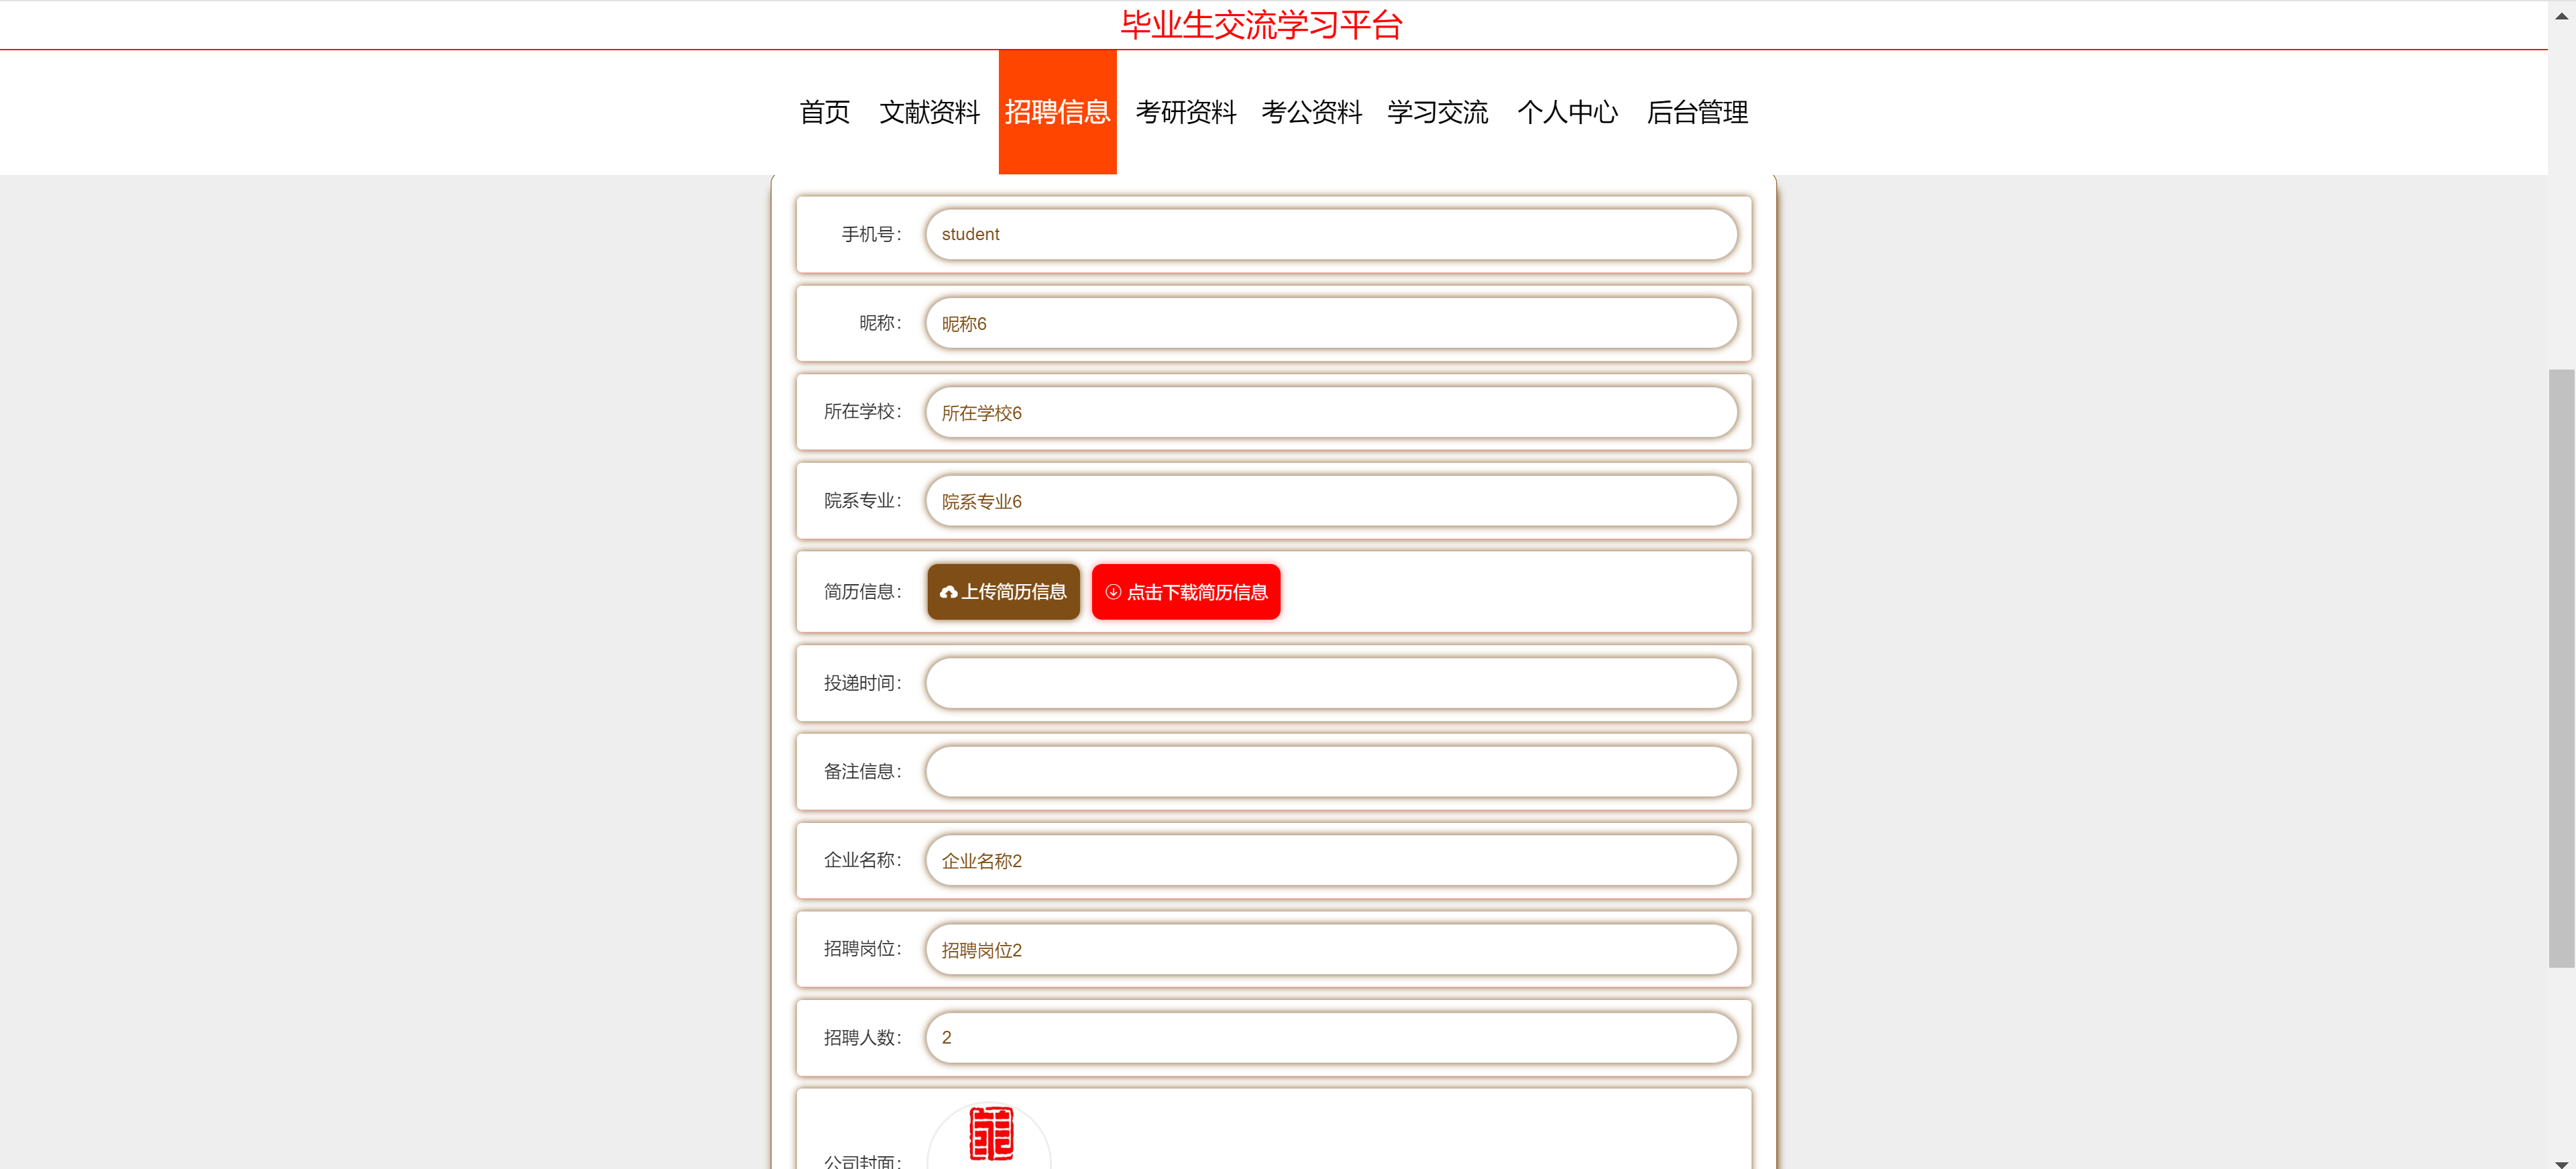 毕业生交流学习平台
首页 文献资料 招聘信息 考研资料 考公资料 学习交流 个人中心 后台管理
手机号： student
昵称： 昵称6
所在学校： 所在学校6
院系专业： 院系专业6
简历信息： 上传简历信息 点击下载简历信息
投递时间：
备注信息：
企业名称： 企业名称2
招聘岗位： 招聘岗位2
招聘人数： 2
公司封面：